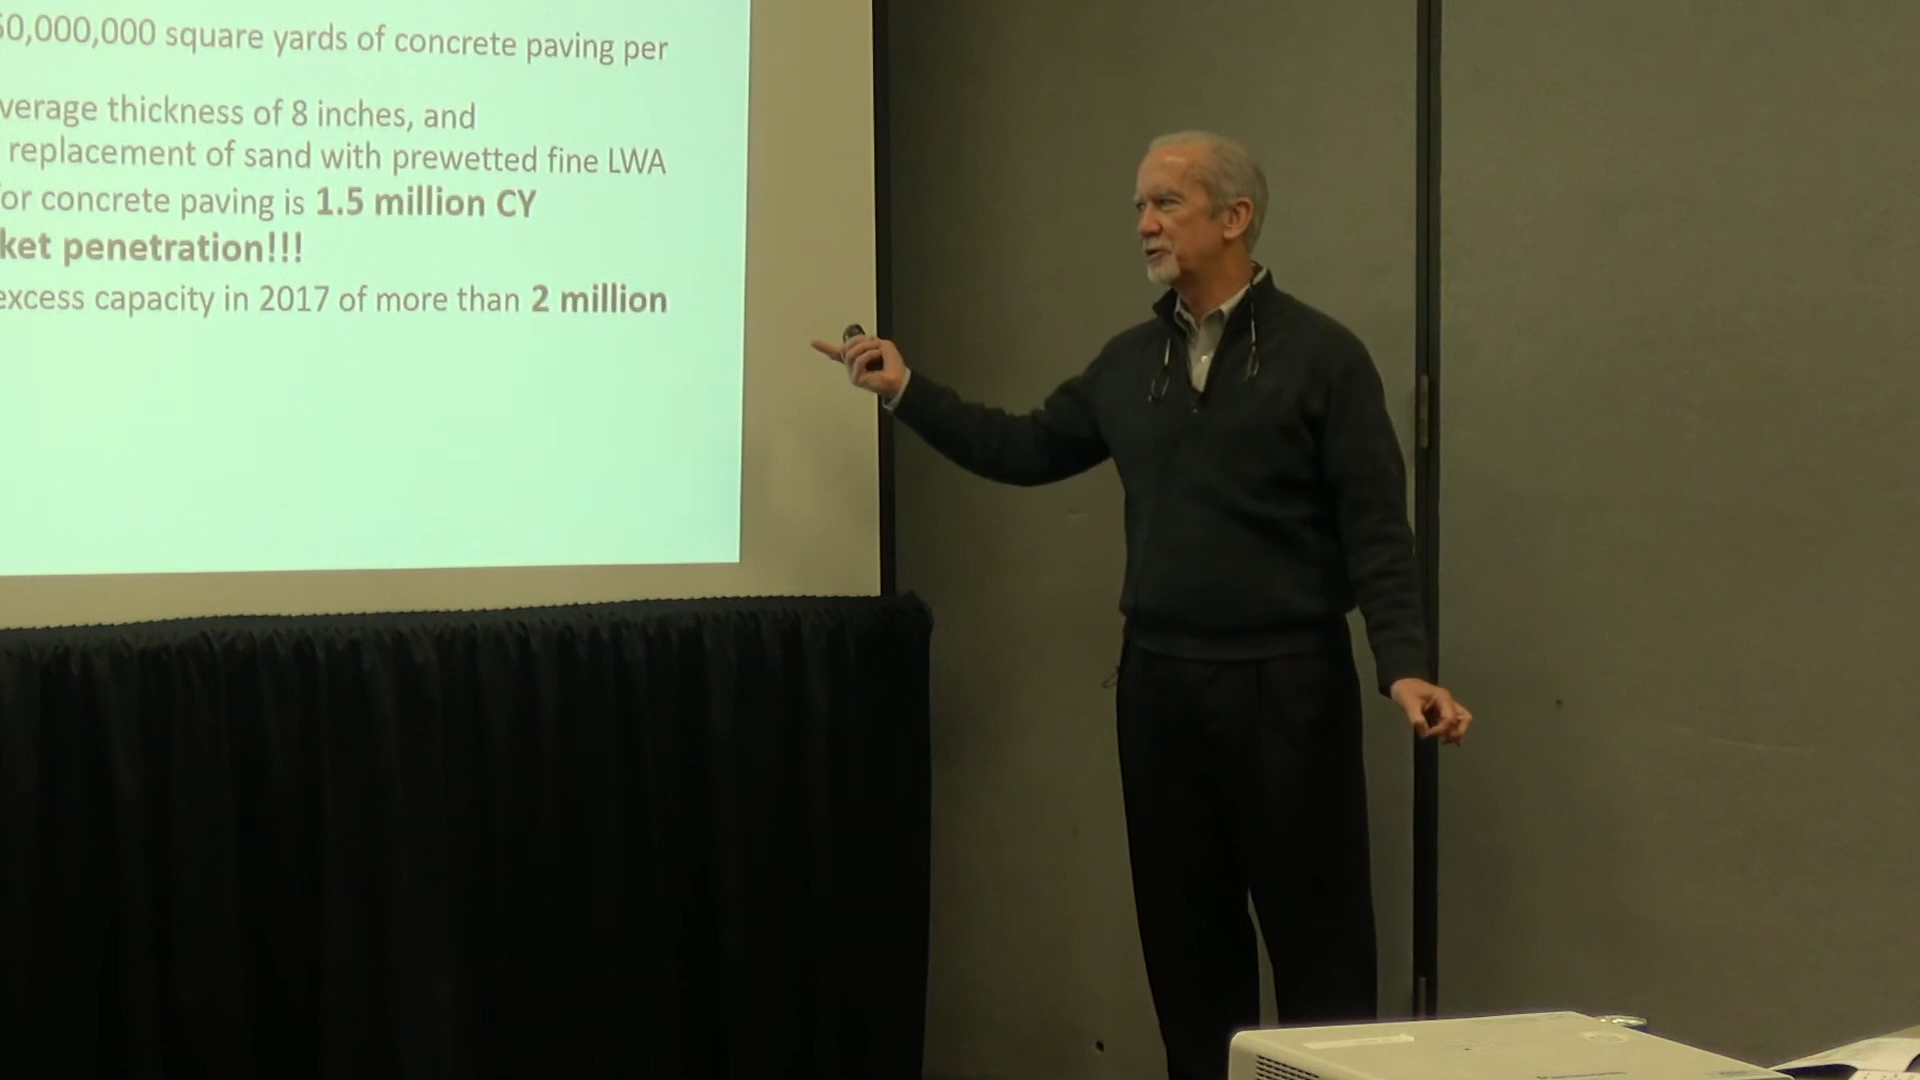 50,000,000 square yards of concrete paving per
verage thickness of 8 inches, and
replacement of sand with prewetted fine LWA
or concrete paving is 1.5 million CY
ket penetration!!!
excess capacity in 2017 of more than 2 million